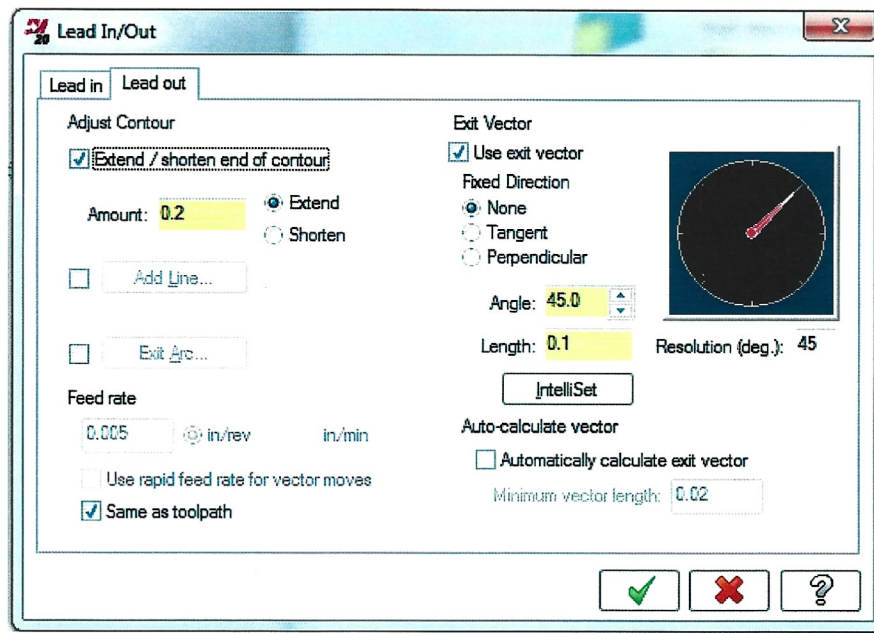 20 Lead In/Out
Lead in
Lead out
Adjust Contour
Extend / shorten end of contour
Amount: 0.2
Extend
Shorten
Add Line...
Exit Arc...
Feed rate
0.005
in/rev
in/min
Use rapid feed rate for vector moves
Same as toolpath
Exit Vector
Use exit vector
Fixed Direction
None
Tangent
Perpendicular
Angle: 45.0
Length: 0.1
Resolution (deg.): 45
IntelliSet
Auto-calculate vector
Automatically calculate exit vector
Minimum vector length: 0.02